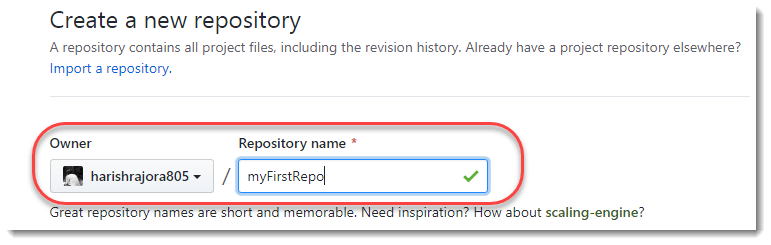 Create a new repository
A repository contains all project files, including the revision history. Already have a project repository elsewhere?
Import a repository.
Owner Repository name *
harishrajora805 / myFirstRepo
Great repository names are short and memorable. Need inspiration? How about scaling-engine?